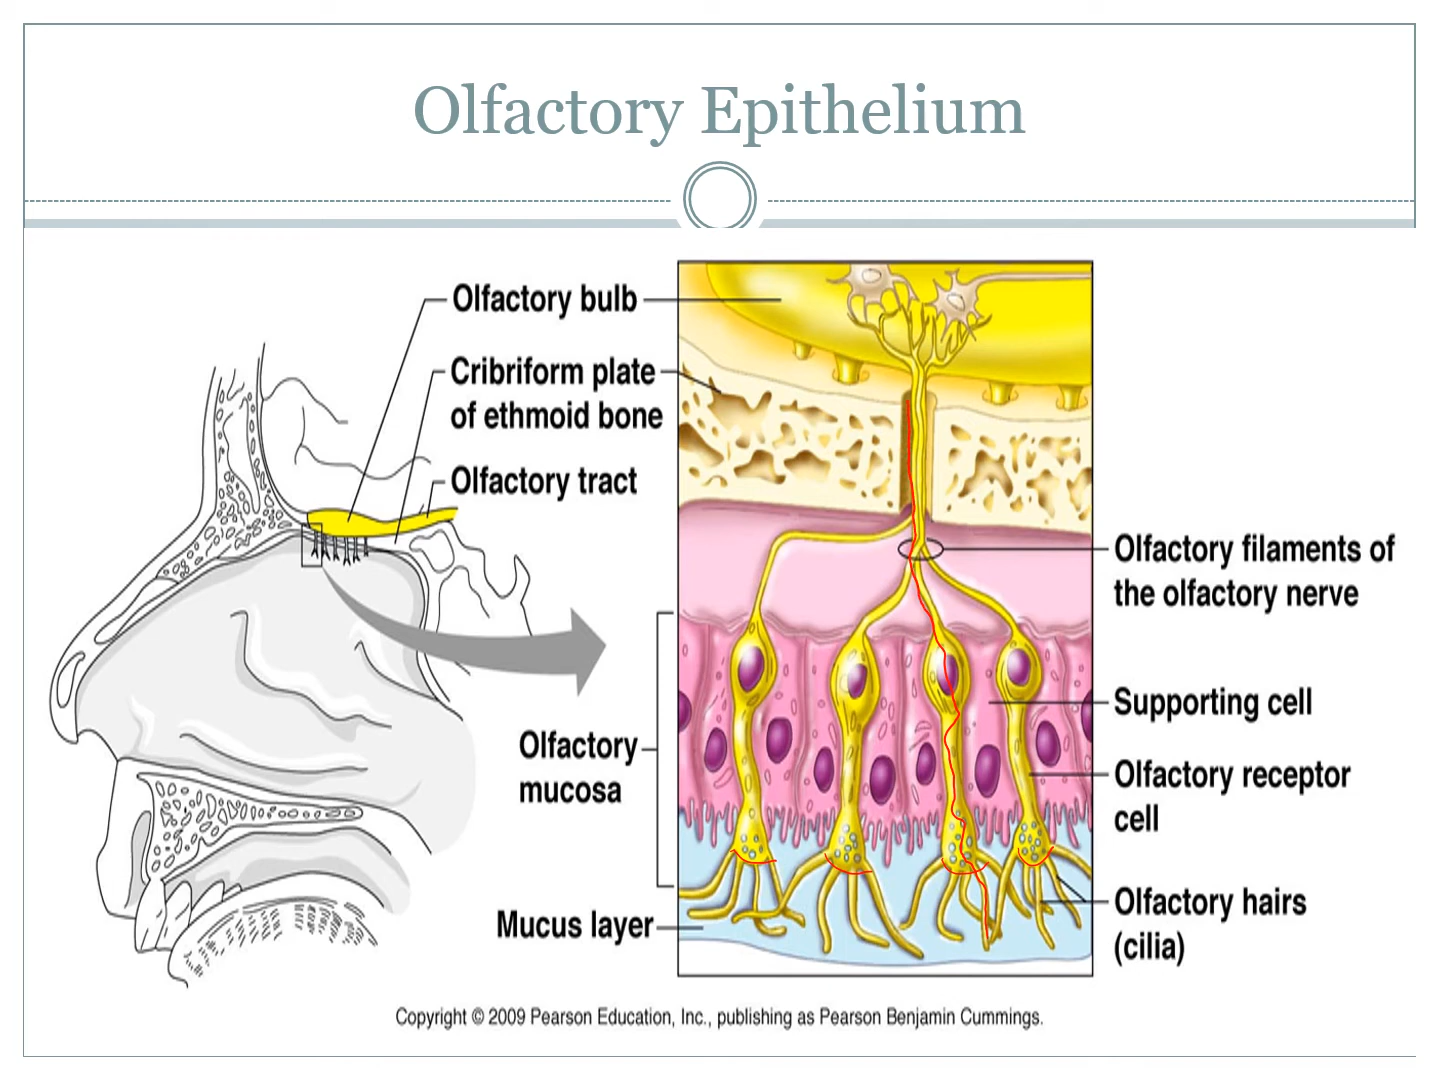 Olfactory Epithelium
Olfactory bulb
Cribriform plate
of ethmoid bone
Olfactory tract
Olfactory filaments of
the olfactory nerve
Supporting cell
Olfactory
mucosa
Olfactory receptor
cell
Olfactory hairs
(cilia)
Mucus layer
Copyright © 2009 Pearson Education, Inc., publishing as Pearson Benjamin Cummings.